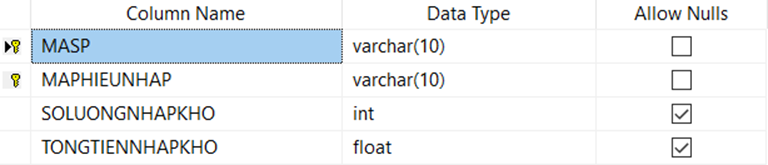 Column Name Data Type Allow Nulls
MASP varchar(10)
MAPHIEUNHAP varchar(10)
SOLUONGNHAPKHO int
TONGTIENNHAPKHO float